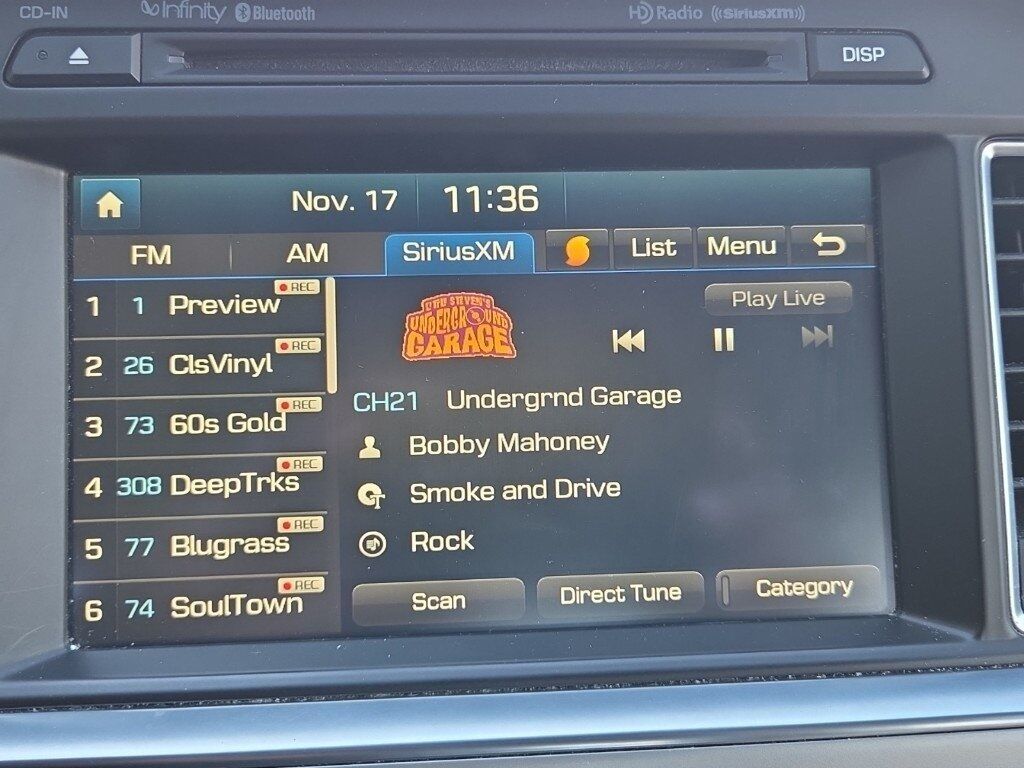 CD-IN Infinity Bluetooth HD Radio ((SiriusXM))
DISP
Nov. 17 11:36
FM AM SiriusXM List Menu
1 1 Preview REC
2 26 ClsVinyl REC
3 73 60s Gold REC
4 308 DeepTrks REC
5 77 Blugrass REC
6 74 SoulTown REC
LITTLE STEVEN'S
UNDERGROUND
GARAGE
Play Live
CH21 Undergrnd Garage
Bobby Mahoney
Smoke and Drive
Rock
Scan Direct Tune Category